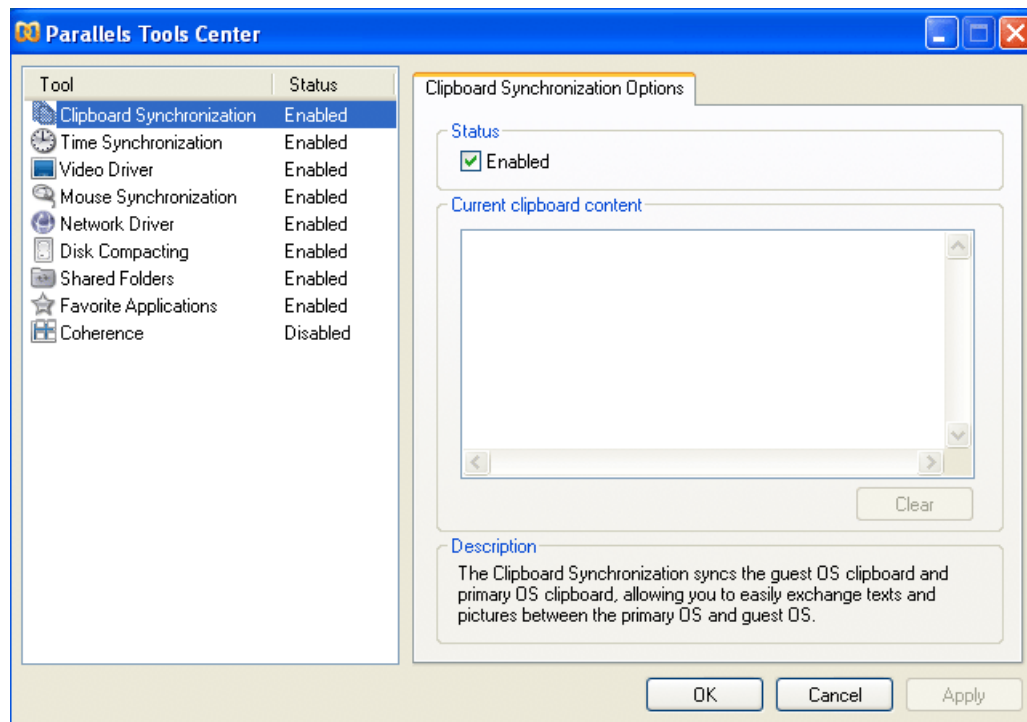 Parallels Tools Center
Tool Status
Clipboard Synchronization Enabled
Time Synchronization Enabled
Video Driver Enabled
Mouse Synchronization Enabled
Network Driver Enabled
Disk Compacting Enabled
Shared Folders Enabled
Favorite Applications Enabled
Coherence Disabled
Clipboard Synchronization Options
Status
Enabled
Current clipboard content
Clear
Description
The Clipboard Synchronization syncs the guest OS clipboard and
primary OS clipboard, allowing you to easily exchange texts and
pictures between the primary OS and guest OS.
OK Cancel Apply